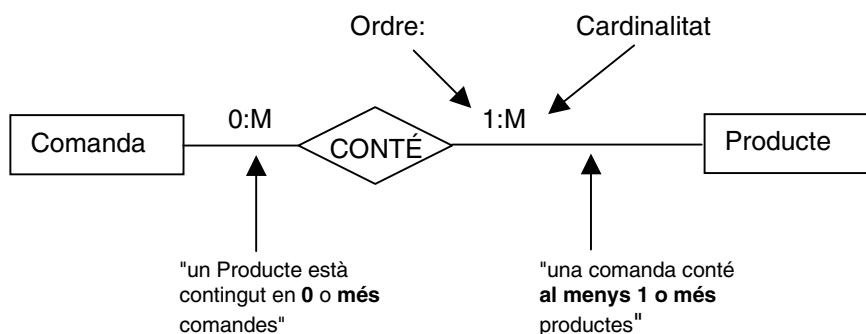 Ordre:
Cardinalitat
0:M
1:M
Comanda
CONTÉ
Producte
"un Producte està
contingut en 0 o més
comandes"
"una comanda conté
al menys 1 o més
productes"